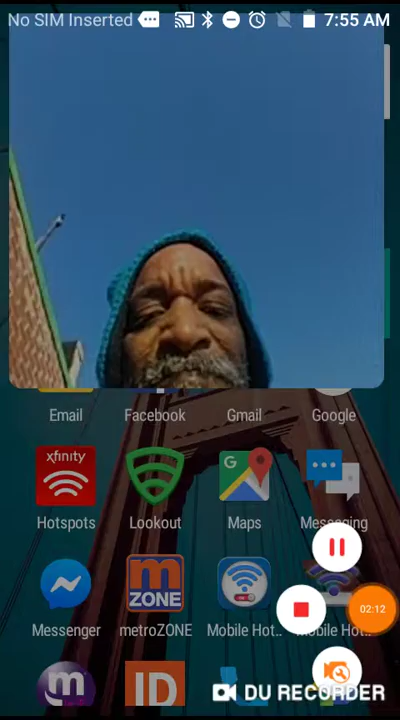 No SIM Inserted 7:55 AM
Email Facebook Gmail Google
xfinity G
Hotspots Lookout Maps Messaging
m
ZONE
Messenger metroZONE Mobile Hot.. Mobile Hot..
02:12
m ID
DU RECORDER